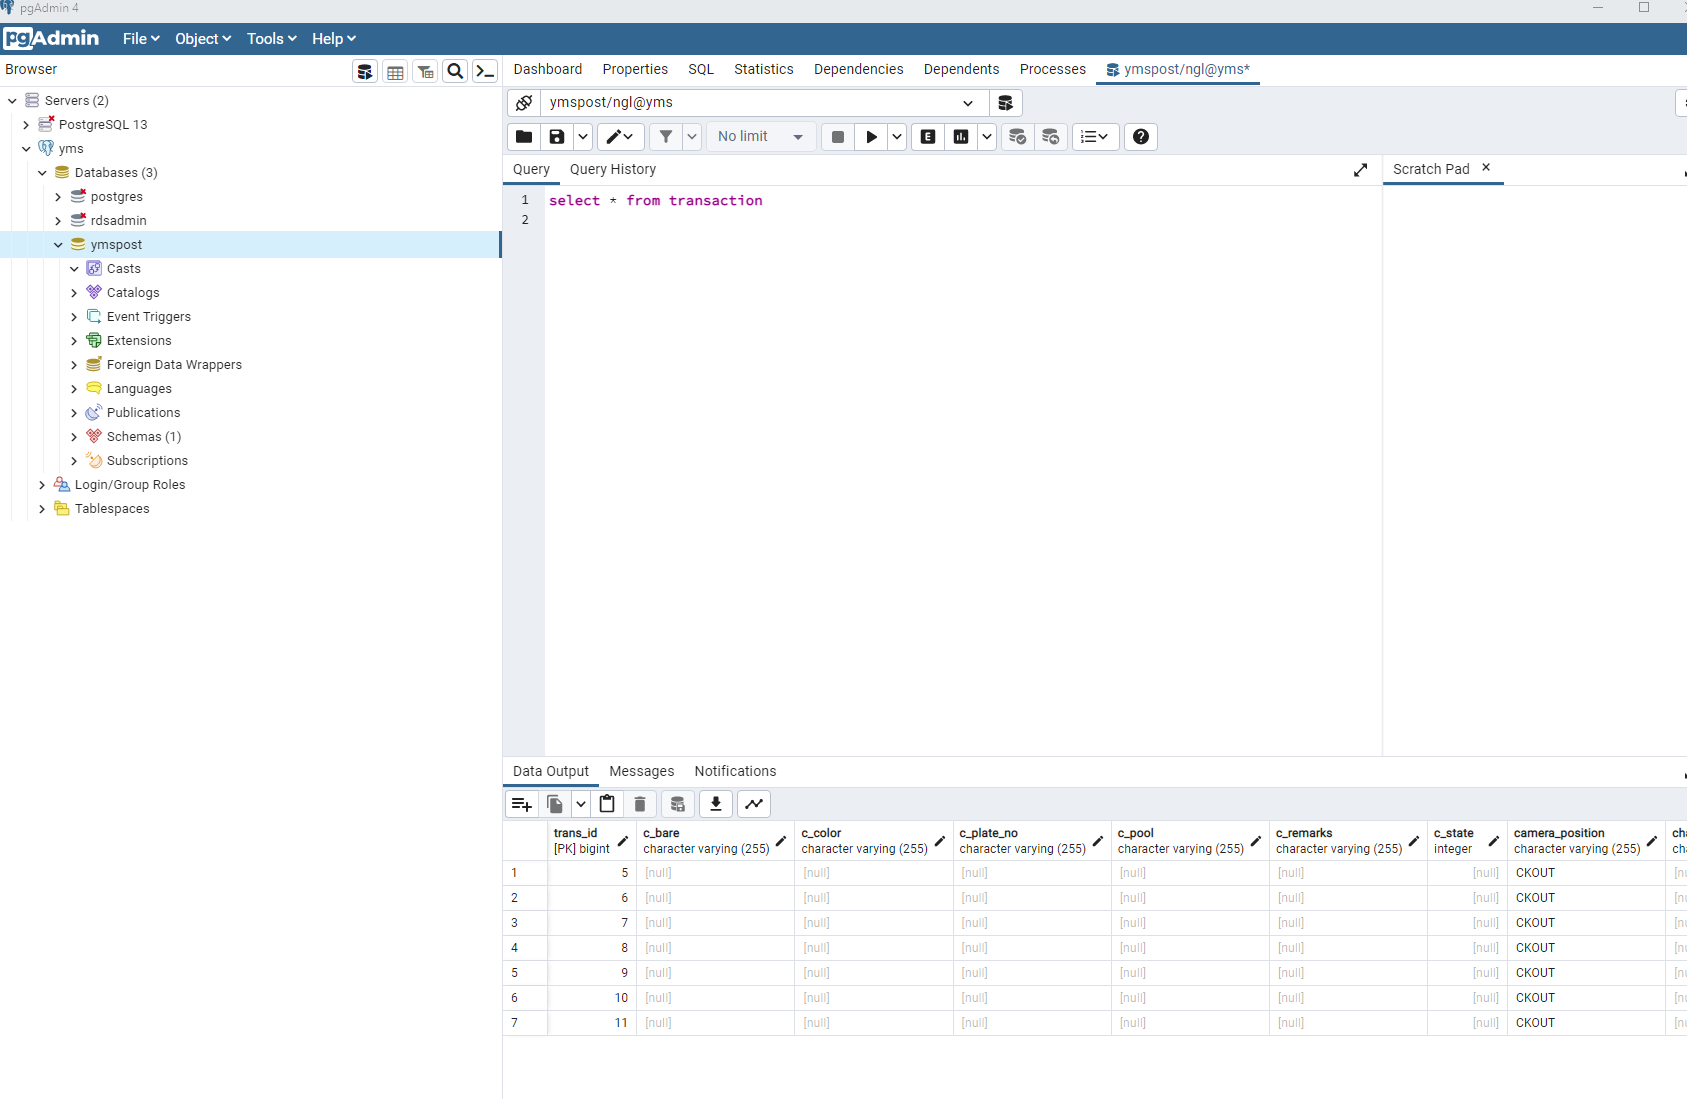 pgAdmin 4
pgAdmin File Object Tools Help
Browser
Dashboard Properties SQL Statistics Dependencies Dependents Processes ymspost/ngl@yms*
Servers (2)
PostgreSQL 13
yms
Databases (3)
postgres
rdsadmin
ymspost
Casts
Catalogs
Event Triggers
Extensions
Foreign Data Wrappers
Languages
Publications
Schemas (1)
Subscriptions
Login/Group Roles
Tablespaces
ymspost/ngl@yms
No limit E
Query Query History
Scratch Pad
1 select * from transaction
2
Data Output Messages Notifications
trans_id c_bare c_color c_plate_no c_pool c_remarks c_state camera_position
[PK] bigint character varying (255) character varying (255) character varying (255) character varying (255) character varying (255) integer character varying (255)
1 5 [null] [null] [null] [null] [null] [null] CKOUT
2 6 [null] [null] [null] [null] [null] [null] CKOUT
3 7 [null] [null] [null] [null] [null] [null] CKOUT
4 8 [null] [null] [null] [null] [null] [null] CKOUT
5 9 [null] [null] [null] [null] [null] [null] CKOUT
6 10 [null] [null] [null] [null] [null] [null] CKOUT
7 11 [null] [null] [null] [null] [null] [null] CKOUT